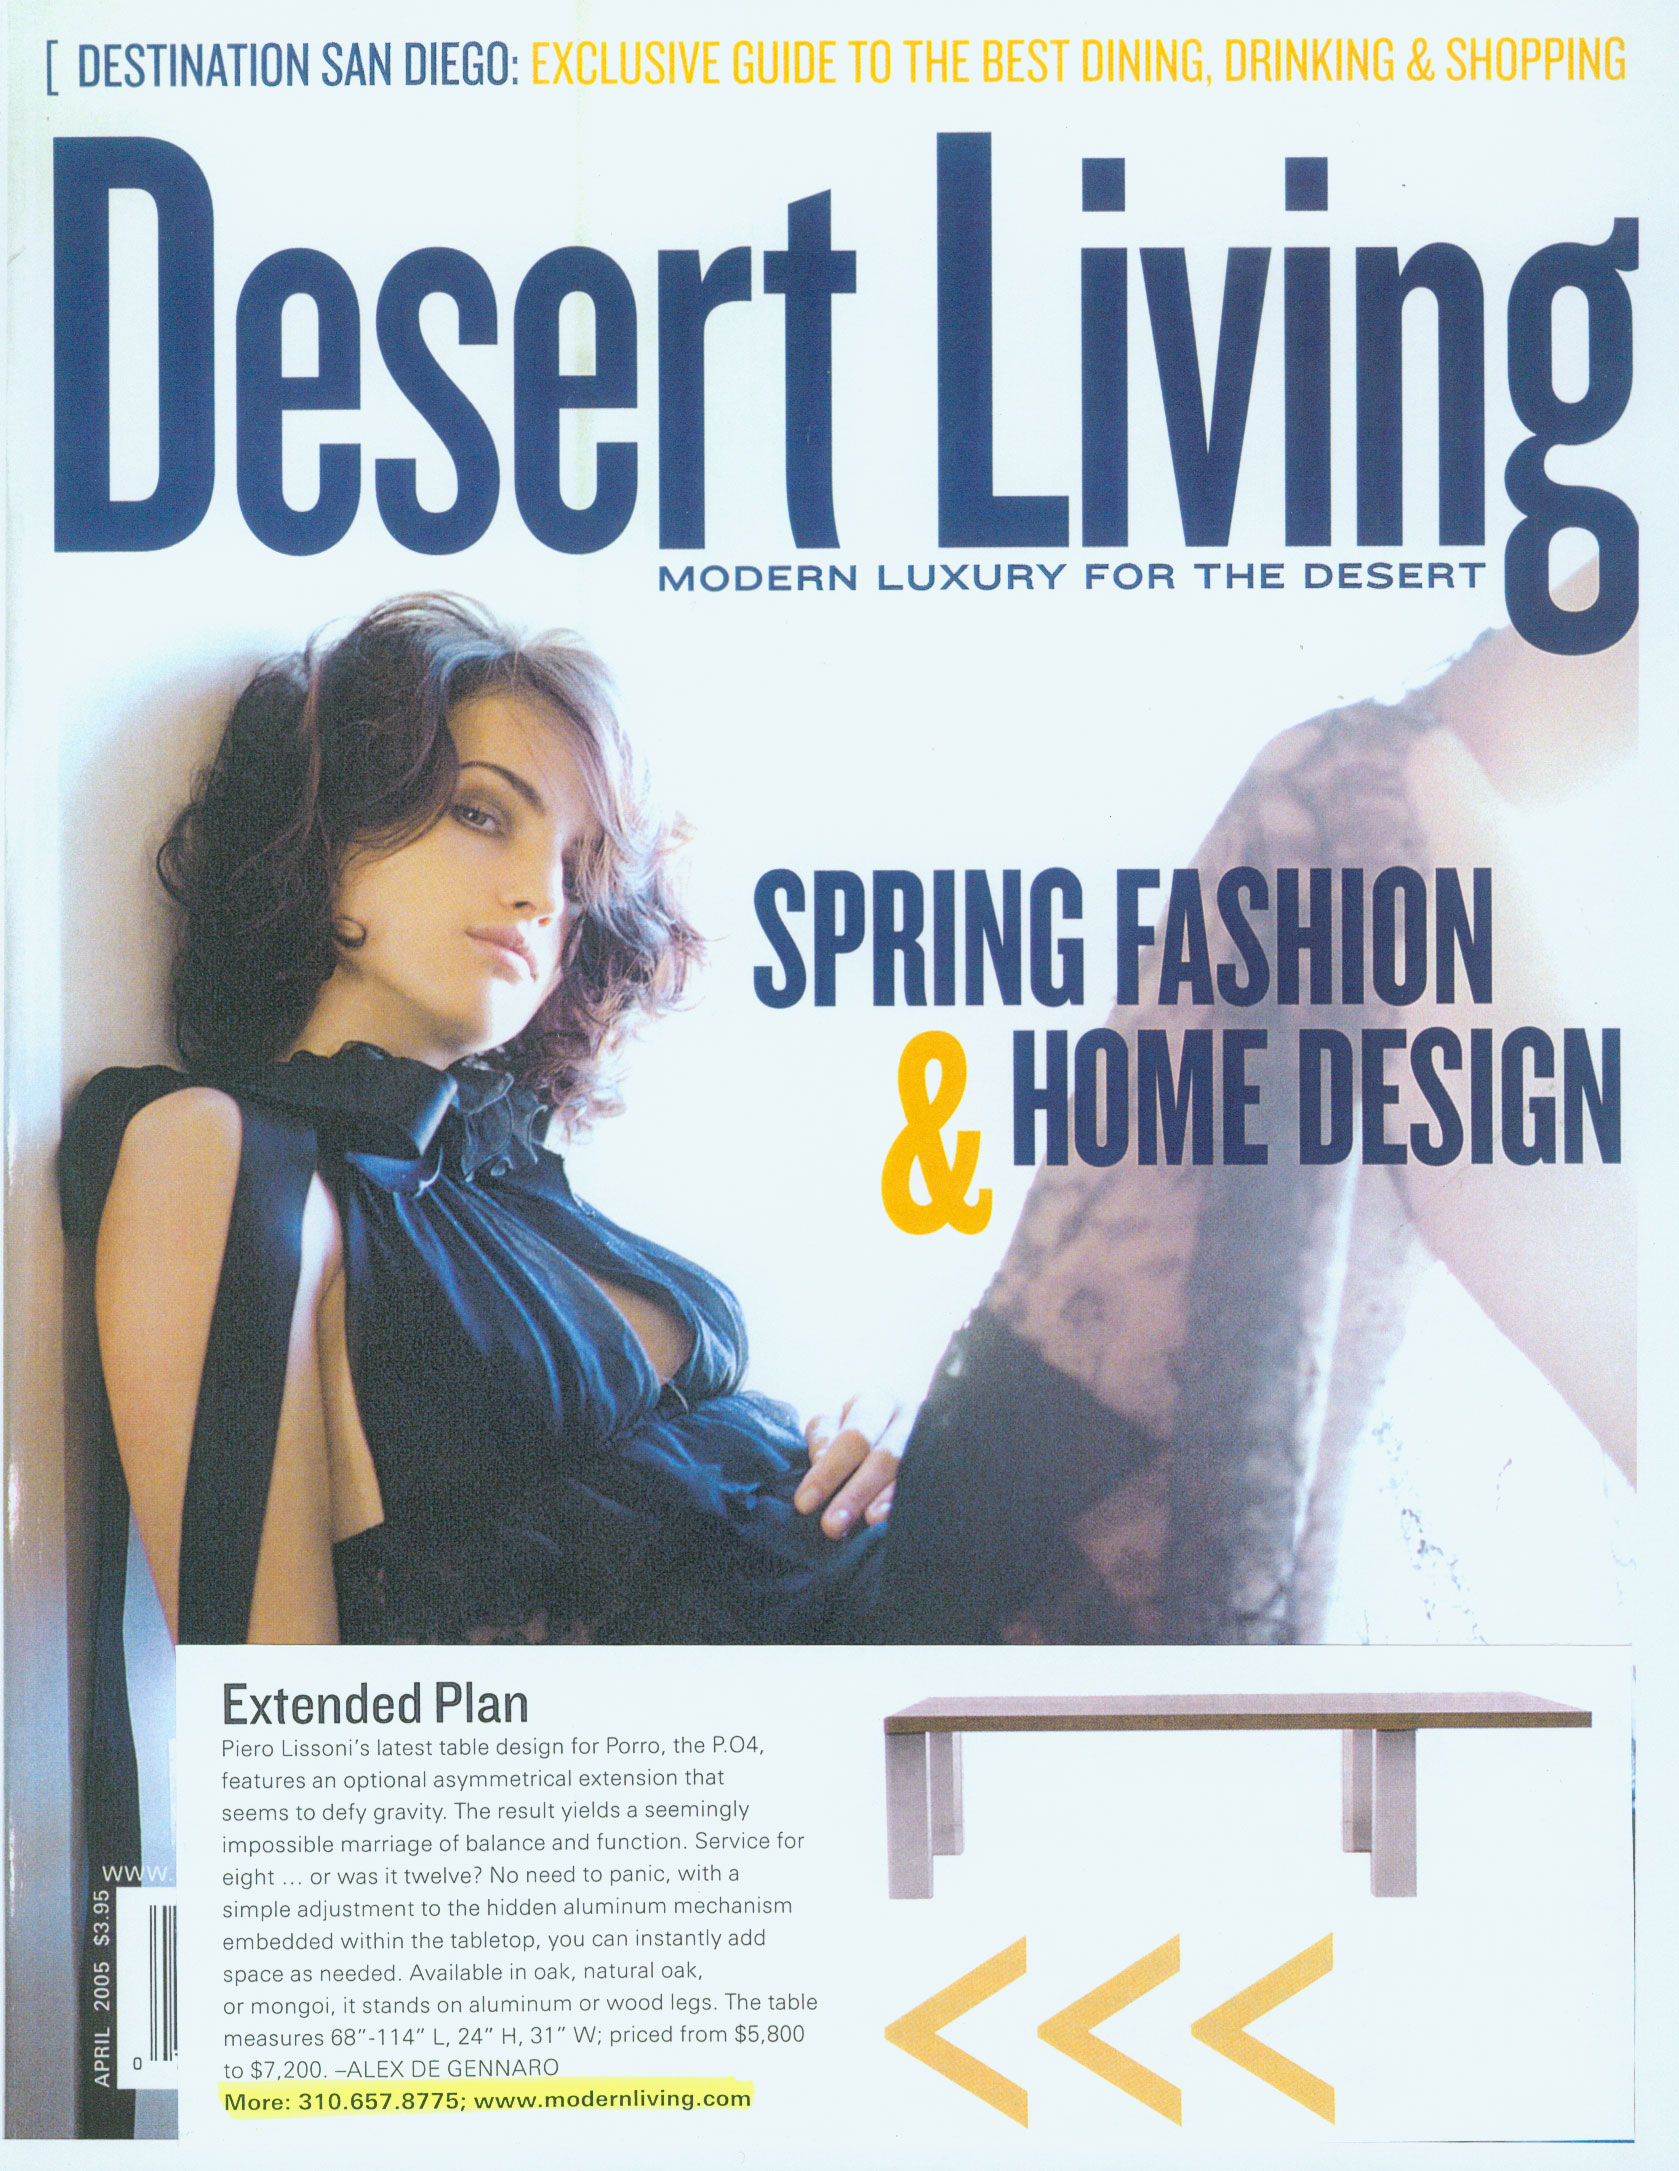 [ DESTINATION SAN DIEGO: EXCLUSIVE GUIDE TO THE BEST DINING, DRINKING & SHOPPING
Desert Living
MODERN LUXURY FOR THE DESERT
SPRING FASHION
& HOME DESIGN
Extended Plan
Piero Lissoni's latest table design for Porro, the P.O4,
features an optional asymmetrical extension that
seems to defy gravity. The result yields a seemingly
impossible marriage of balance and function. Service for
eight ... or was it twelve? No need to panic, with a
simple adjustment to the hidden aluminum mechanism
embedded within the tabletop, you can instantly add
space as needed. Available in oak, natural oak,
or mongoi, it stands on aluminum or wood legs. The table
measures 68"-114" L, 24" H, 31" W; priced from $5,800
to $7,200. –ALEX DE GENNARO
More: 310.657.8775; www.modernliving.com
www.
APRIL 2005 $3.95
0